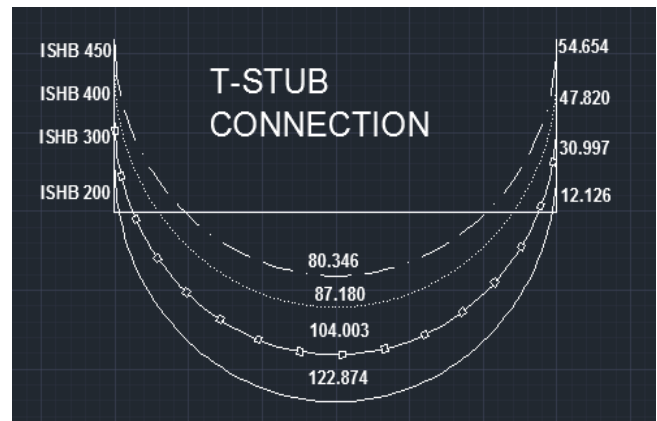 ISHB 450
54.654
T-STUB
CONNECTION
ISHB 400
47.820
ISHB 300
30.997
ISHB 200
12.126
80.346
87.180
104.003
122.874